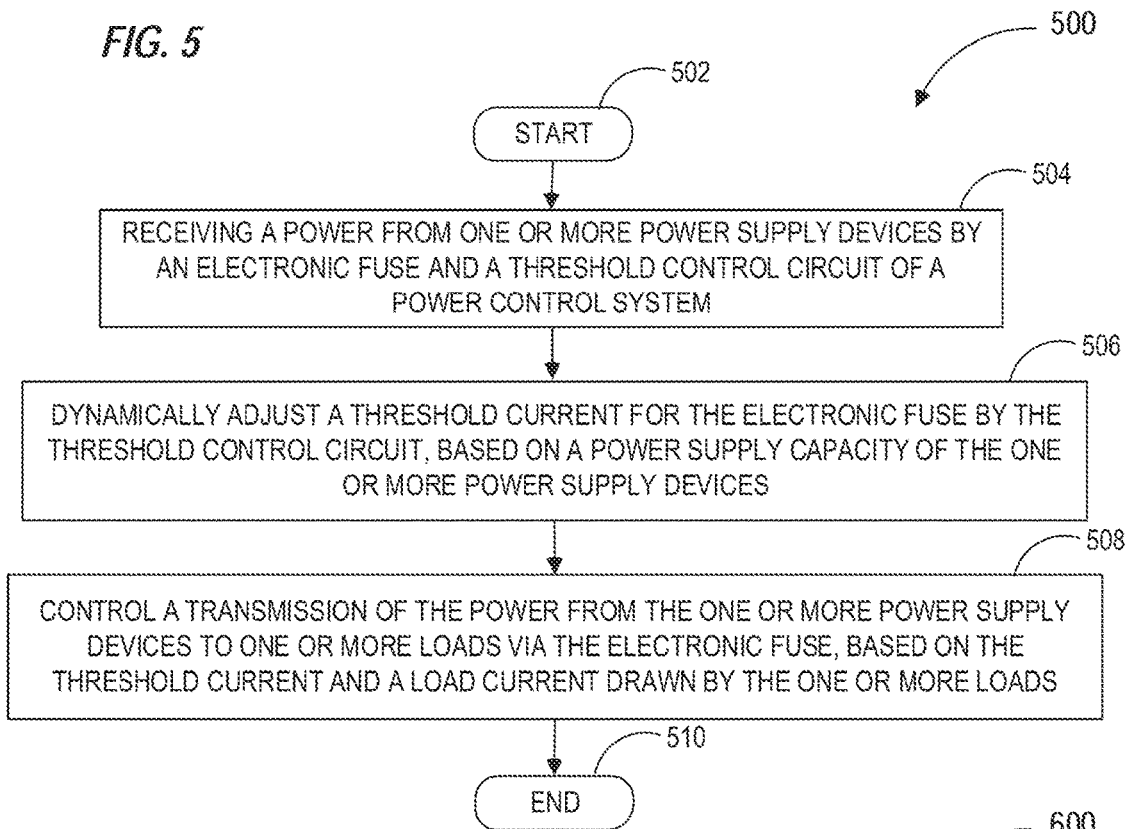 FIG. 5
500
502
START
504
RECEIVING A POWER FROM ONE OR MORE POWER SUPPLY DEVICES BY
AN ELECTRONIC FUSE AND A THRESHOLD CONTROL CIRCUIT OF A
POWER CONTROL SYSTEM
506
DYNAMICALLY ADJUST A THRESHOLD CURRENT FOR THE ELECTRONIC FUSE BY THE
THRESHOLD CONTROL CIRCUIT, BASED ON A POWER SUPPLY CAPACITY OF THE ONE
OR MORE POWER SUPPLY DEVICES
508
CONTROL A TRANSMISSION OF THE POWER FROM THE ONE OR MORE POWER SUPPLY
DEVICES TO ONE OR MORE LOADS VIA THE ELECTRONIC FUSE, BASED ON THE
THRESHOLD CURRENT AND A LOAD CURRENT DRAWN BY THE ONE OR MORE LOADS
510
END
600